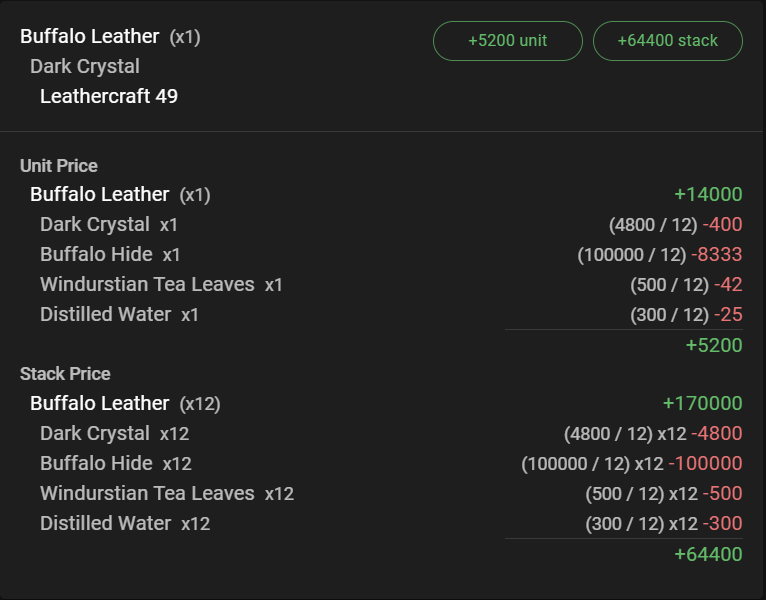 Buffalo Leather (x1) +5200 unit +64400 stack
Dark Crystal
Leathercraft 49
Unit Price
Buffalo Leather (x1) +14000
Dark Crystal x1 (4800 / 12) -400
Buffalo Hide x1 (100000 / 12) -8333
Windurstian Tea Leaves x1 (500 / 12) -42
Distilled Water x1 (300 / 12) -25
+5200
Stack Price
Buffalo Leather (x12) +170000
Dark Crystal x12 (4800 / 12) x12 -4800
Buffalo Hide x12 (100000 / 12) x12 -100000
Windurstian Tea Leaves x12 (500 / 12) x12 -500
Distilled Water x12 (300 / 12) x12 -300
+64400